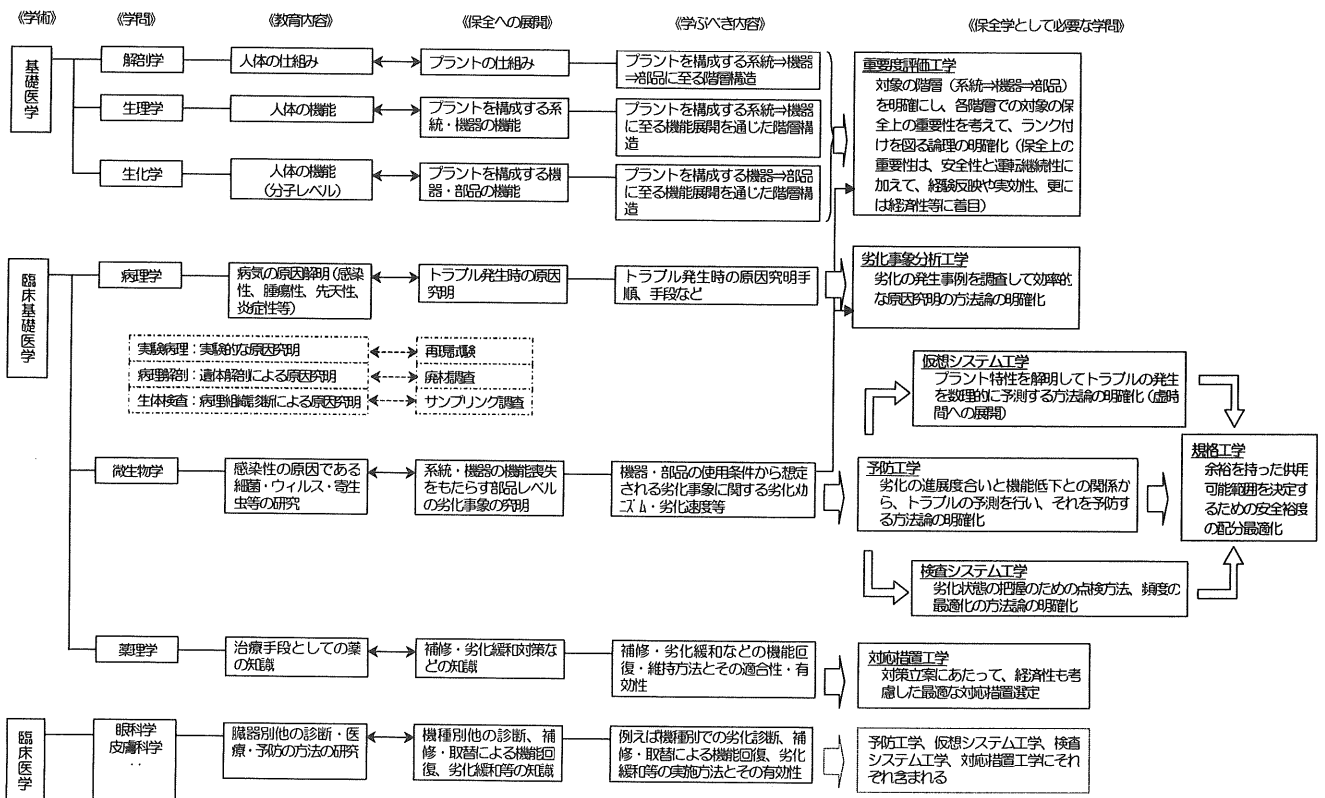 《学術》
《学問》
《教育内容》
《保全への展開》
《学ぶべき内容》
《保全学として必要な学問》
基礎医学
解剖学
人体の仕組み
プラントの仕組み
プラントを構成する系統⇒機器
⇒部品に至る階層構造
生理学
人体の機能
プラントを構成する系
統・機器の機能
プラントを構成する系統⇒機器
に至る機能展開を通じた階層構
造
生化学
人体の機能
(分子レベル)
プラントを構成する機
器・部品の機能
プラントを構成する機器⇒部品
に至る機能展開を通じた階層構
造
重要度評価工学
対象の階層(系統⇒機器⇒部品)
を明確にし、各階層での対象の保
全上の重要性を考えて、ランク付
けを図る論理の明確化(保全上の
重要性は、安全性と運転継続性に
加えて、経験反映や実効性、更に
は経済性等に着目)
臨床基礎医学
病理学
病気の原因解明(感染
性、腫瘍性、先天性、
炎症性等)
トラブル発生時の原因
究明
トラブル発生時の原因究明手
順、手段など
劣化事象分析工学
劣化の発生事例を調査して効率的
な原因究明の方法論の明確化
実験病理:実験的な原因究明
再現試験
病理解剖:遺体解剖による原因究明
廃材調査
生体検査:病理組織診断による原因究明
サンプリング調査
仮想システム工学
プラント特性を解明してトラブルの発生
を数理的に予測する方法論の明確化(虚時
間への展開)
微生物学
感染性の原因である
細菌・ウィルス・寄生
虫等の研究
系統・機器の機能喪失
をもたらす部品レベル
の劣化事象の究明
機器・部品の使用条件から想定
される劣化事象に関する劣化メカ
ニズム・劣化速度等
予防工学
劣化の進展度合いと機能低下との関係か
ら、トラブルの予測を行い、それを予防す
る方法論の明確化
規格工学
余裕を持った供用
可能範囲を決定す
るための安全裕度
の配分最適化
検査システム工学
劣化状態の把握のための点検方法、頻度の
最適化の方法論の明確化
薬理学
治療手段としての薬
の知識
補修・劣化緩和対策な
どの知識
補修・劣化緩和などの機能回
復・維持方法とその適合性・有
効性
対応措置工学
対策立案にあたって、経済性も考
慮した最適な対応措置選定
臨床医学
眼科学
皮膚科学
‥
臓器別他の診断・医
療・予防の方法の研究
機種別他の診断、補
修・取替による機能回
復、劣化緩和等の知識
例えば機種別での劣化診断、補
修・取替による機能回復、劣化
緩和等の実施方法とその有効性
予防工学、仮想システム工学、検査
システム工学、対応措置工学にそれ
ぞれ含まれる